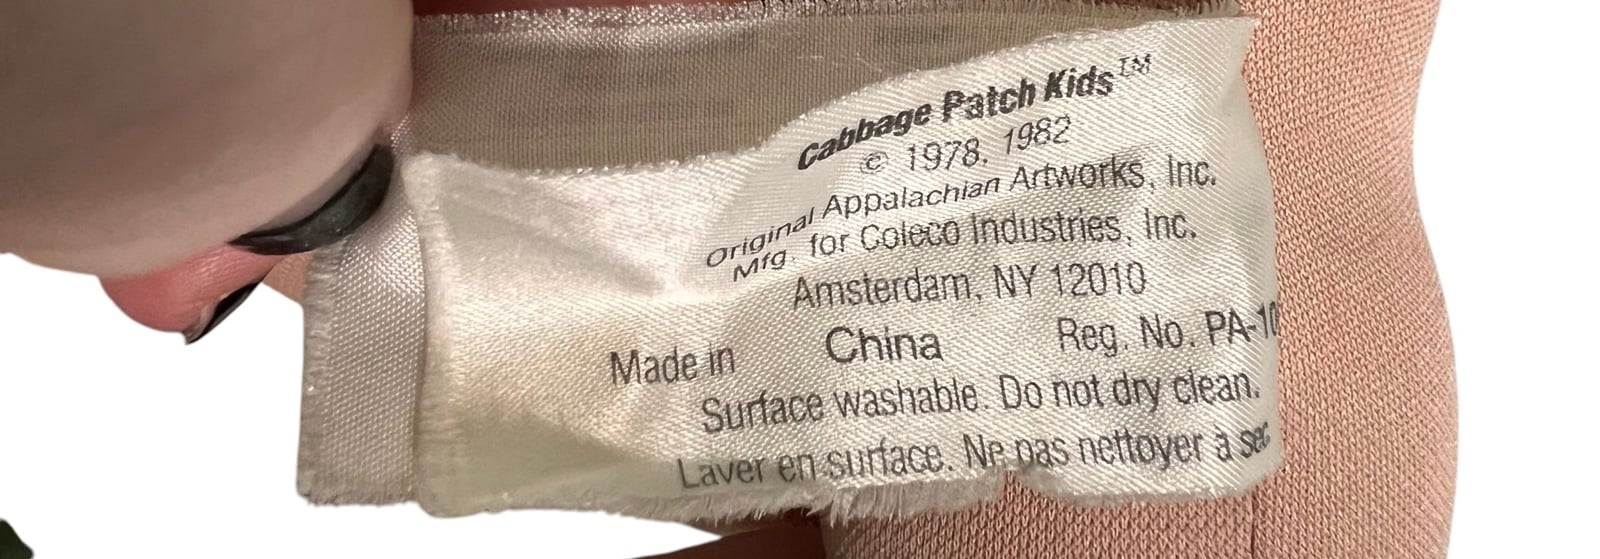 Cabbage Patch Kids™
© 1978, 1982
Original Appalachian Artworks, Inc.
Mfg. for Coleco Industries, Inc.
Amsterdam, NY 12010
Made in China Reg. No. PA-10
Surface washable. Do not dry clean.
Laver en surface. Ne pas nettoyer à sec.